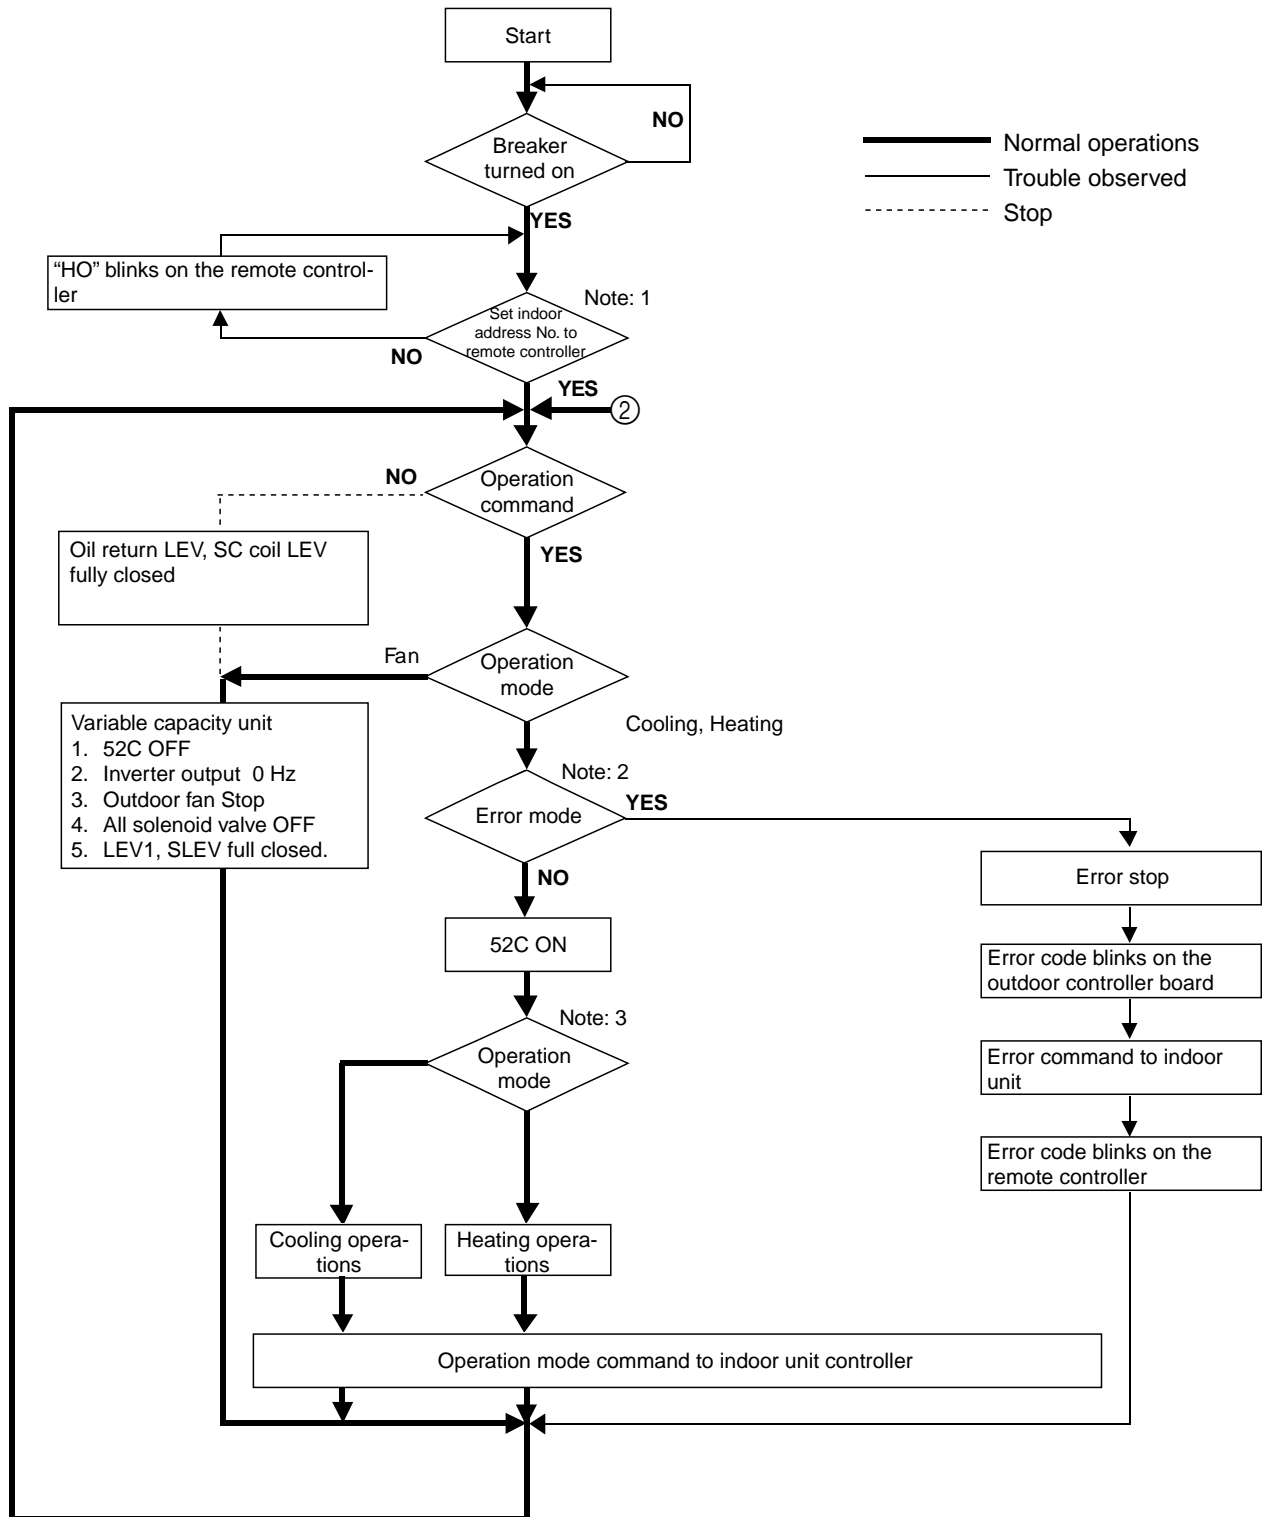 Start
NO
Breaker
turned on
Normal operations
Trouble observed
Stop
YES
“HO” blinks on the remote control-
ler
Note: 1
Set indoor
address No. to
remote controller
NO
YES
2
NO
Operation
command
Oil return LEV, SC coil LEV
fully closed
YES
Fan
Operation
mode
Variable capacity unit
1. 52C OFF
2. Inverter output 0 Hz
3. Outdoor fan Stop
4. All solenoid valve OFF
5. LEV1, SLEV full closed.
Cooling, Heating
Note: 2
YES
Error mode
NO
Error stop
52C ON
Error code blinks on the
outdoor controller board
Note: 3
Operation
mode
Error command to indoor
unit
Error code blinks on the
remote controller
Cooling opera-
tions
Heating opera-
tions
Operation mode command to indoor unit controller